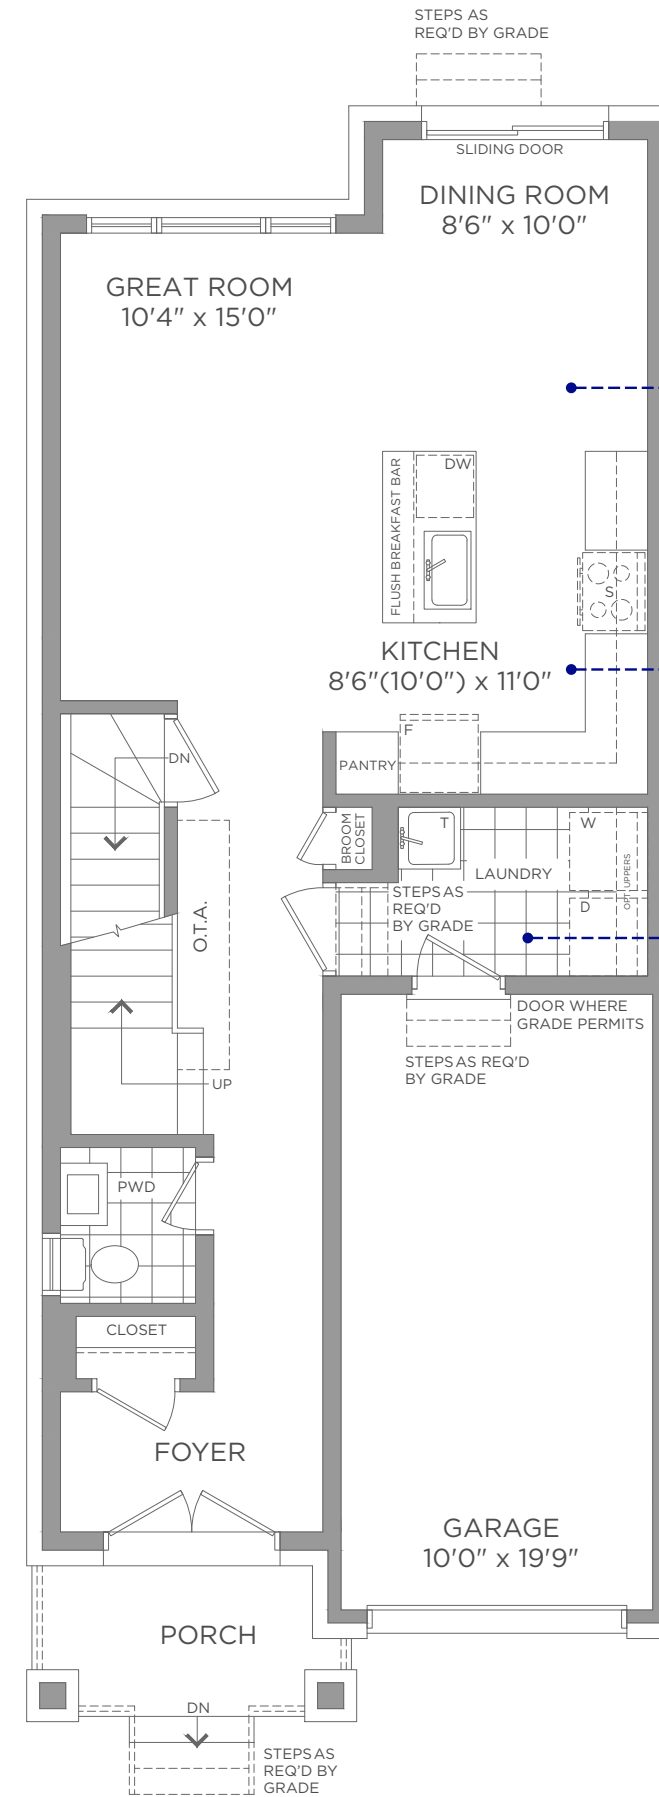 STEPS AS
REQ'D BY GRADE
SLIDING DOOR
DINING ROOM
8'6" x 10'0"
GREAT ROOM
10'4" x 15'0"
DW
FLUSH BREAKFAST BAR
S
KITCHEN
8'6"(10'0") x 11'0"
F
PANTRY
DN
BROOM
CLOSET
T
W
LAUNDRY
OPT. UPPERS
D
STEPS AS
REQ'D
BY GRADE
O.T.A.
DOOR WHERE
GRADE PERMITS
STEPS AS REQ'D
BY GRADE
UP
PWD
CLOSET
FOYER
GARAGE
10'0" x 19'9"
PORCH
DN
STEPS AS
REQ'D BY
GRADE